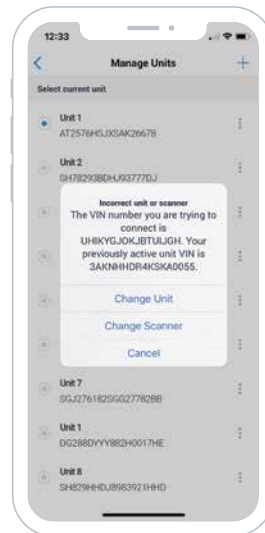 12:33
Manage Units
Select current unit
Unit 1
AT2576HSJXSAK26678
Unit 2
SH78293BDHJ93777DJ
Incorrect unit or scanner
The VIN number you are trying to
connect is
UHIKYGJOKJBTUIJGH. Your
previously active unit VIN is
3AKNHHDR4KSKA0055.
Change Unit
Change Scanner
Cancel
Unit 7
SGJ276182SGG27782BB
Unit 1
DG288DYYY882H0017HE
Unit 8
SH829HHDJ8983921HHD